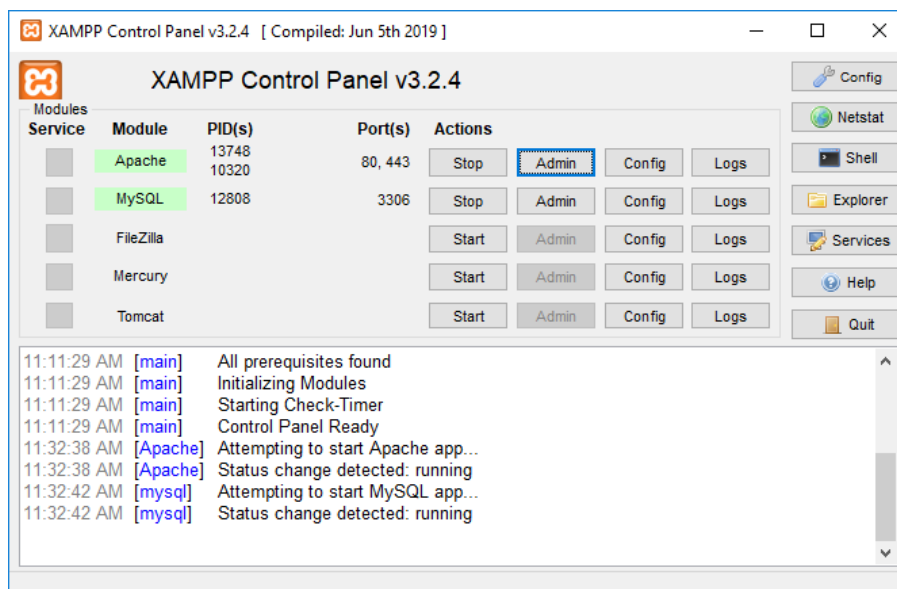 XAMPP Control Panel v3.2.4 [ Compiled: Jun 5th 2019 ]
XAMPP Control Panel v3.2.4
Config
Modules
Service Module PID(s) Port(s) Actions
Netstat
Apache 13748 10320 80, 443 Stop Admin Config Logs
Shell
MySQL 12808 3306 Stop Admin Config Logs
Explorer
FileZilla Start Admin Config Logs
Services
Mercury Start Admin Config Logs
Help
Tomcat Start Admin Config Logs
Quit
11:11:29 AM [main] All prerequisites found
11:11:29 AM [main] Initializing Modules
11:11:29 AM [main] Starting Check-Timer
11:11:29 AM [main] Control Panel Ready
11:32:38 AM [Apache] Attempting to start Apache app...
11:32:38 AM [Apache] Status change detected: running
11:32:42 AM [mysql] Attempting to start MySQL app...
11:32:42 AM [mysql] Status change detected: running